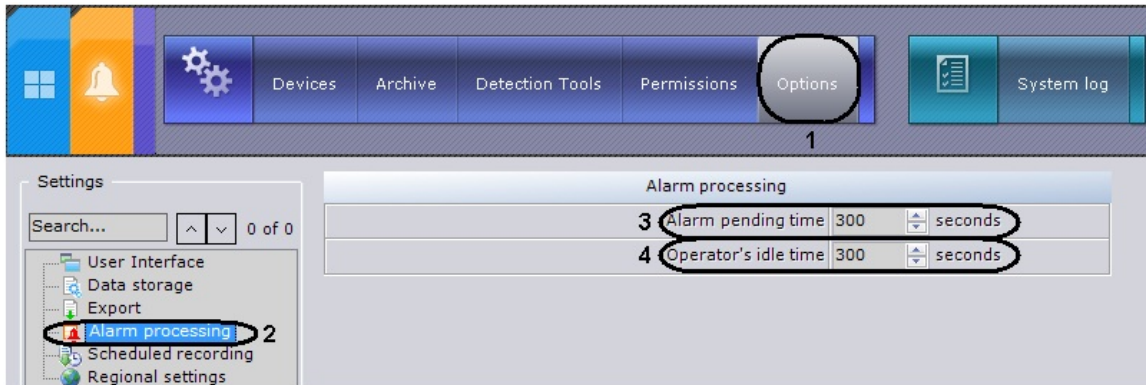 Devices Archive Detection Tools Permissions Options System log
1
Settings
Search... 0 of 0
User Interface
Data storage
Export
Alarm processing 2
Scheduled recording
Regional settings
Alarm processing
3 Alarm pending time 300 seconds
4 Operator's idle time 300 seconds